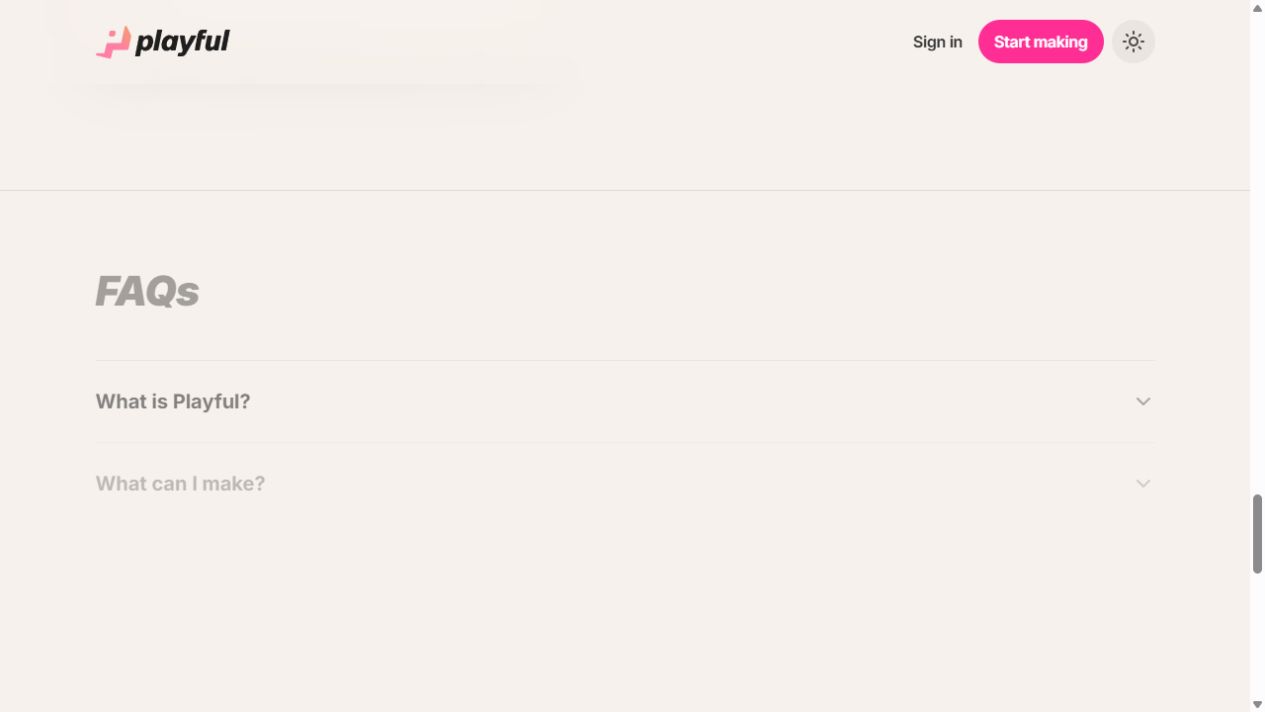 playful
Sign in
Start making
FAQs
What is Playful?
What can I make?